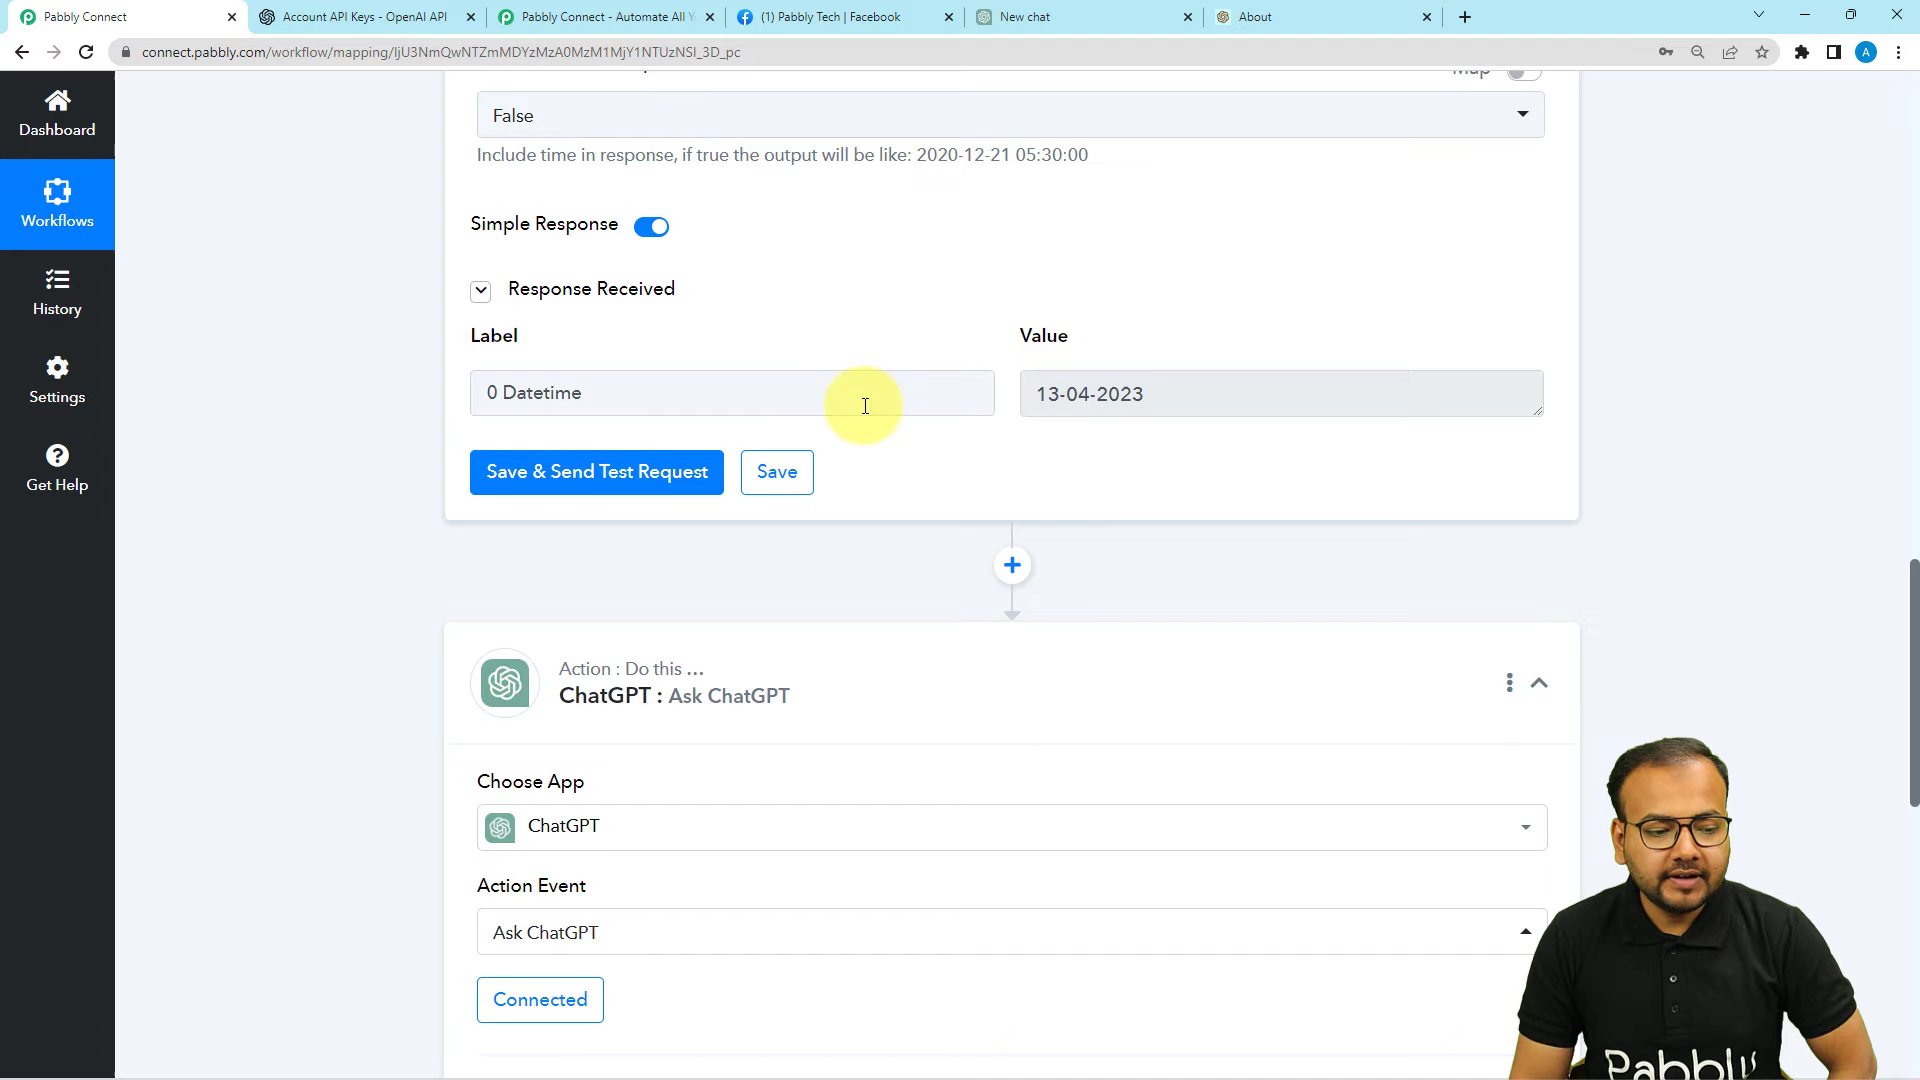 Pabbly Connect
Account API Keys - OpenAI API
Pabbly Connect - Automate All Y
(1) Pabbly Tech | Facebook
New chat
About
connect.pabbly.com/workflow/mapping/IjU3NmQwNTZmMDYzMzA0MzM1MjY1NTUzNSI_3D_pc
A
Dashboard
Workflows
History
Settings
Get Help
Map
False
Include time in response, if true the output will be like: 2020-12-21 05:30:00
Simple Response
Response Received
Label
Value
0 Datetime
13-04-2023
Save & Send Test Request
Save
Action : Do this ...
ChatGPT : Ask ChatGPT
Choose App
ChatGPT
Action Event
Ask ChatGPT
Connected
Pabbly